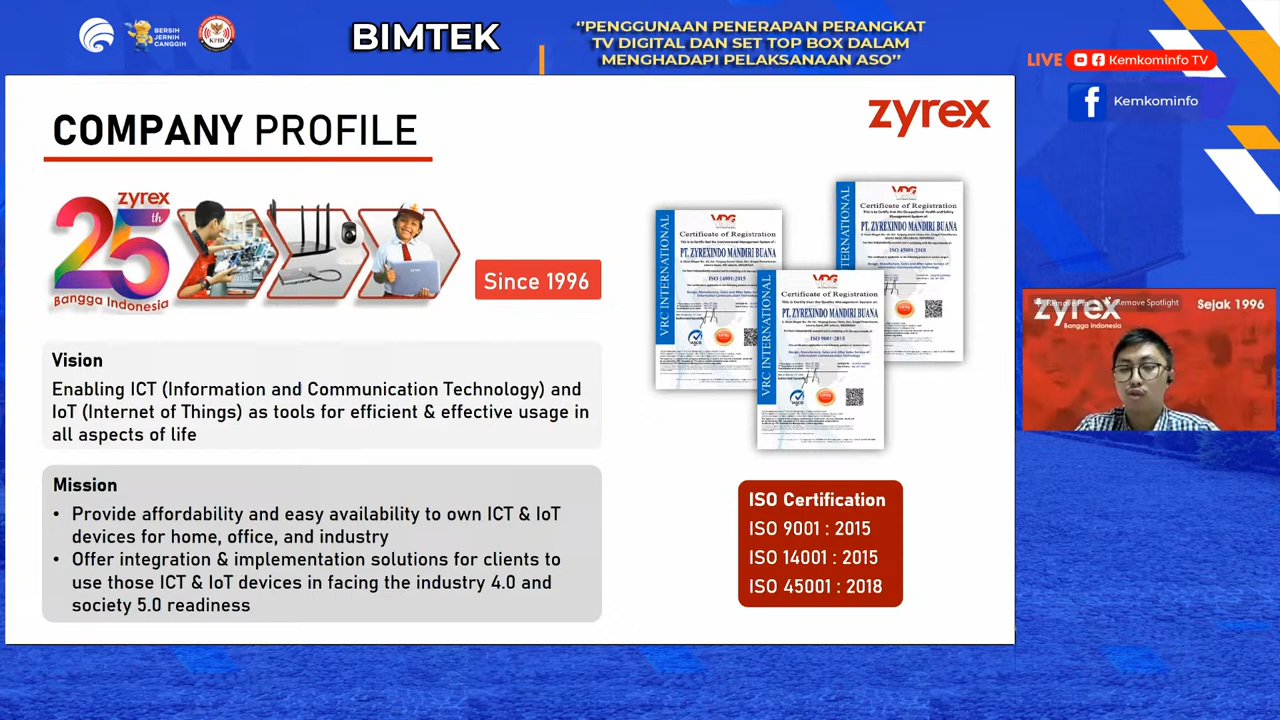 BERSIH
JERNIH
CANGGIH
KPID
BIMTEK
“PENGGUNAAN PENERAPAN PERANGKAT
TV DIGITAL DAN SET TOP BOX DALAM
MENGHADAPI PELAKSANAAN ASO”
LIVE
Kemkominfo TV
Kemkominfo
COMPANY PROFILE
zyrex
zyrex
25th
Bangga Indonesia
Since 1996
Vision
Enabing ICT (Information and Communication Technology) and
IoT (Internet of Things) as tools for efficient & effective usage in
all aspects of life
Mission
• Provide affordability and easy availability to own ICT & IoT
devices for home, office, and industry
• Offer integration & implementation solutions for clients to
use those ICT & IoT devices in facing the industry 4.0 and
society 5.0 readiness
VRC INTERNATIONAL
Certificate of Registration
PT. ZYREXINDO MANDIRI BUANA
ISO 14001:2015
INTERNATIONAL
Certificate of Registration
PT. ZYREXINDO MANDIRI BUANA
ISO 45001:2018
VRC INTERNATIONAL
Certificate of Registration
PT. ZYREXINDO MANDIRI BUANA
ISO 9001:2015
ISO Certification
ISO 9001 : 2015
ISO 14001 : 2015
ISO 45001 : 2018
Remove Spotlight
zyrex
Bangga Indonesia
Sejak 1996